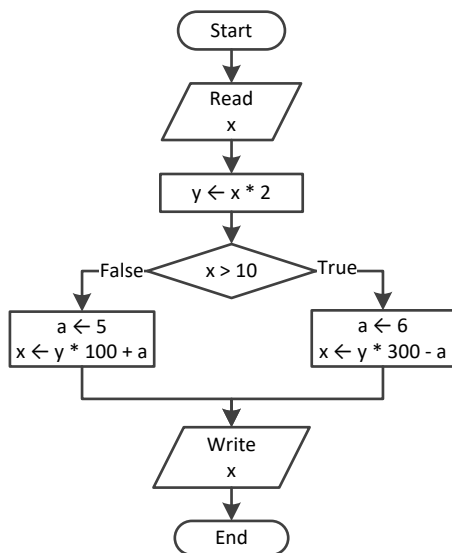 Start
Read
x
y ← x * 2
x > 10
False
True
a ← 5
x ← y * 100 + a
a ← 6
x ← y * 300 - a
Write
x
End